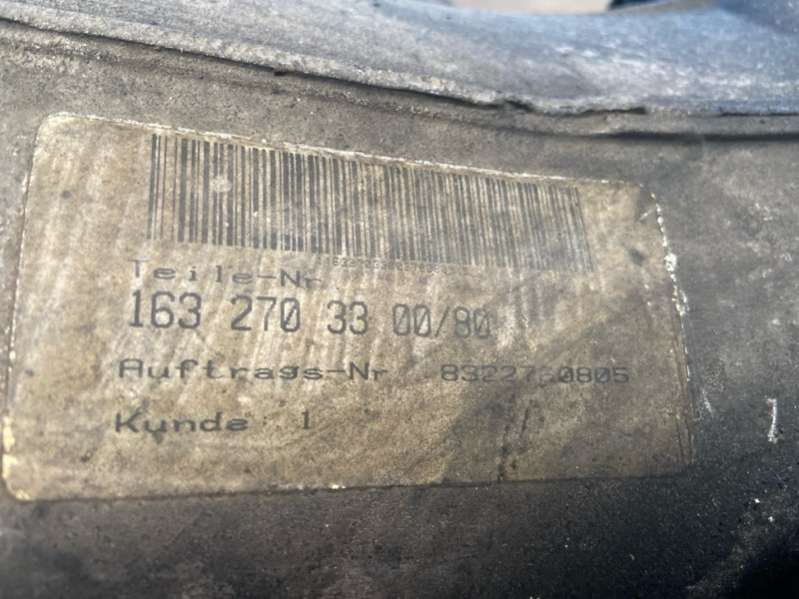 Teile-Nr
163 270 33 00/80
Auftrags-Nr
Kunde 1